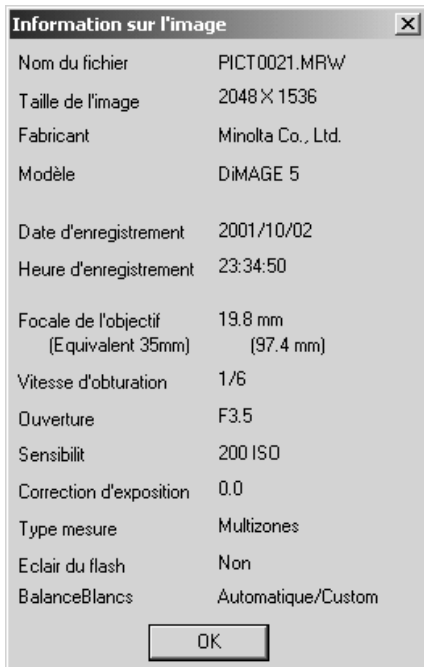 Information sur l'image
Nom du fichier PICT0021.MRW
Taille de l'image 2048 X 1536
Fabricant Minolta Co., Ltd.
Modèle DiMAGE 5
Date d'enregistrement 2001/10/02
Heure d'enregistrement 23:34:50
Focale de l'objectif 19.8 mm
(Equivalent 35mm) (97.4 mm)
Vitesse d'obturation 1/6
Ouverture F3.5
Sensibilit 200 ISO
Correction d'exposition 0.0
Type mesure Multizones
Eclair du flash Non
BalanceBlancs Automatique/Custom
OK